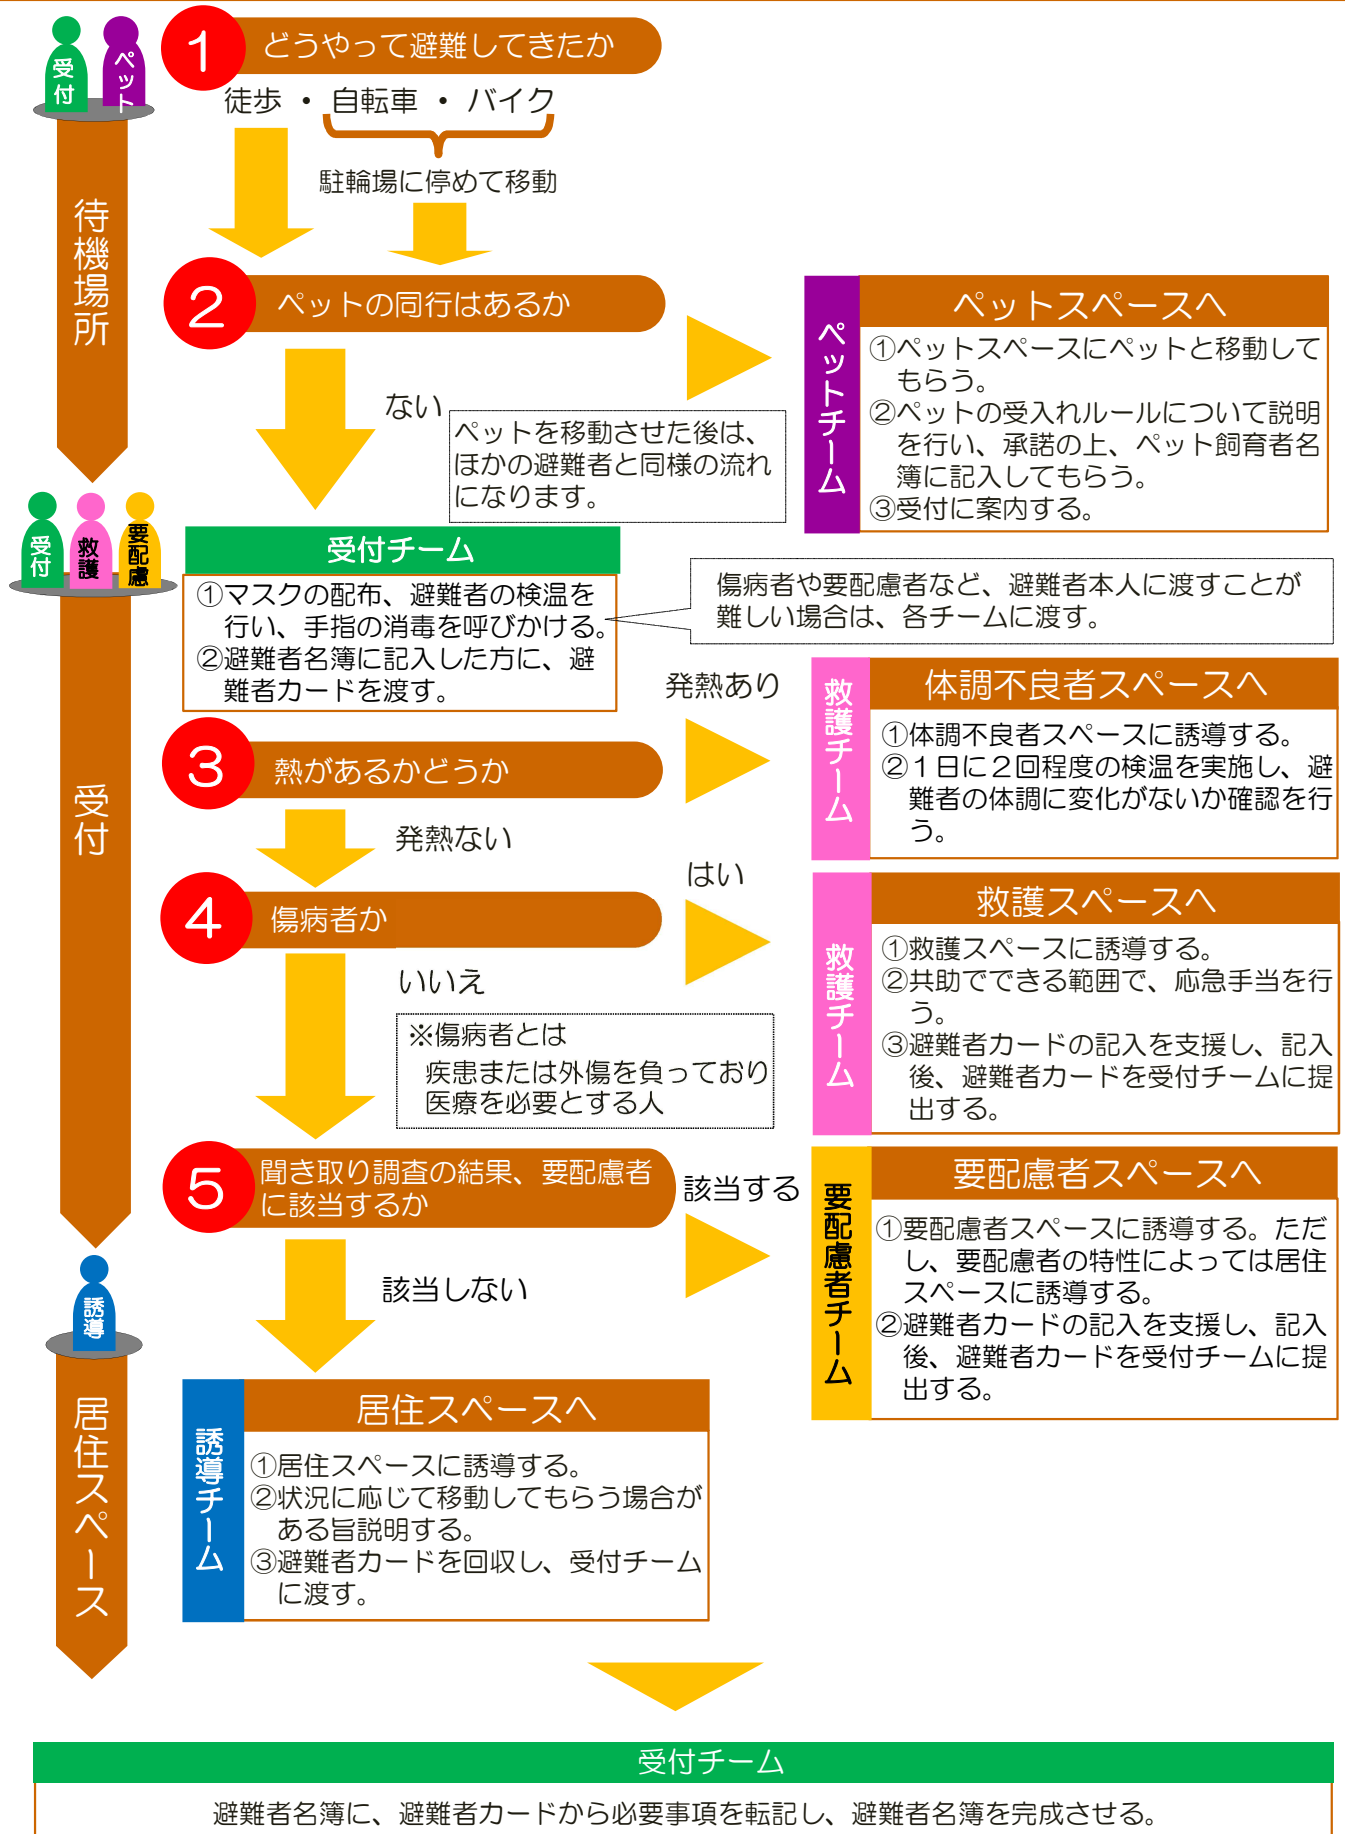 受付
ペット
1
どうやって避難してきたか
徒歩 ・ 自転車 ・ バイク
駐輪場に停めて移動
待機場所
2
ペットの同行はあるか
ない
ペットを移動させた後は、
ほかの避難者と同様の流れ
になります。
ペットチーム
ペットスペースへ
①ペットスペースにペットと移動して
もらう。
②ペットの受入れルールについて説明
を行い、承諾の上、ペット飼育者名
簿に記入してもらう。
③受付に案内する。
受付
救護
要配慮
受付
受付チーム
①マスクの配布、避難者の検温を
行い、手指の消毒を呼びかける。
②避難者名簿に記入した方に、避
難者カードを渡す。
傷病者や要配慮者など、避難者本人に渡すことが
難しい場合は、各チームに渡す。
3
熱があるかどうか
発熱あり
救護チーム
体調不良者スペースへ
①体調不良者スペースに誘導する。
②1日に2回程度の検温を実施し、避
難者の体調に変化がないか確認を行
う。
発熱ない
4
傷病者か
はい
救護チーム
救護スペースへ
①救護スペースに誘導する。
②共助でできる範囲で、応急手当を行
う。
③避難者カードの記入を支援し、記入
後、避難者カードを受付チームに提
出する。
いいえ
※傷病者とは
疾患または外傷を負っており
医療を必要とする人
5
聞き取り調査の結果、要配慮者
に該当するか
該当する
要配慮者チーム
要配慮者スペースへ
①要配慮者スペースに誘導する。ただ
し、要配慮者の特性によっては居住
スペースに誘導する。
②避難者カードの記入を支援し、記入
後、避難者カードを受付チームに提
出する。
該当しない
誘導
居住スペース
誘導チーム
居住スペースへ
①居住スペースに誘導する。
②状況に応じて移動してもらう場合が
ある旨説明する。
③避難者カードを回収し、受付チーム
に渡す。
受付チーム
避難者名簿に、避難者カードから必要事項を転記し、避難者名簿を完成させる。